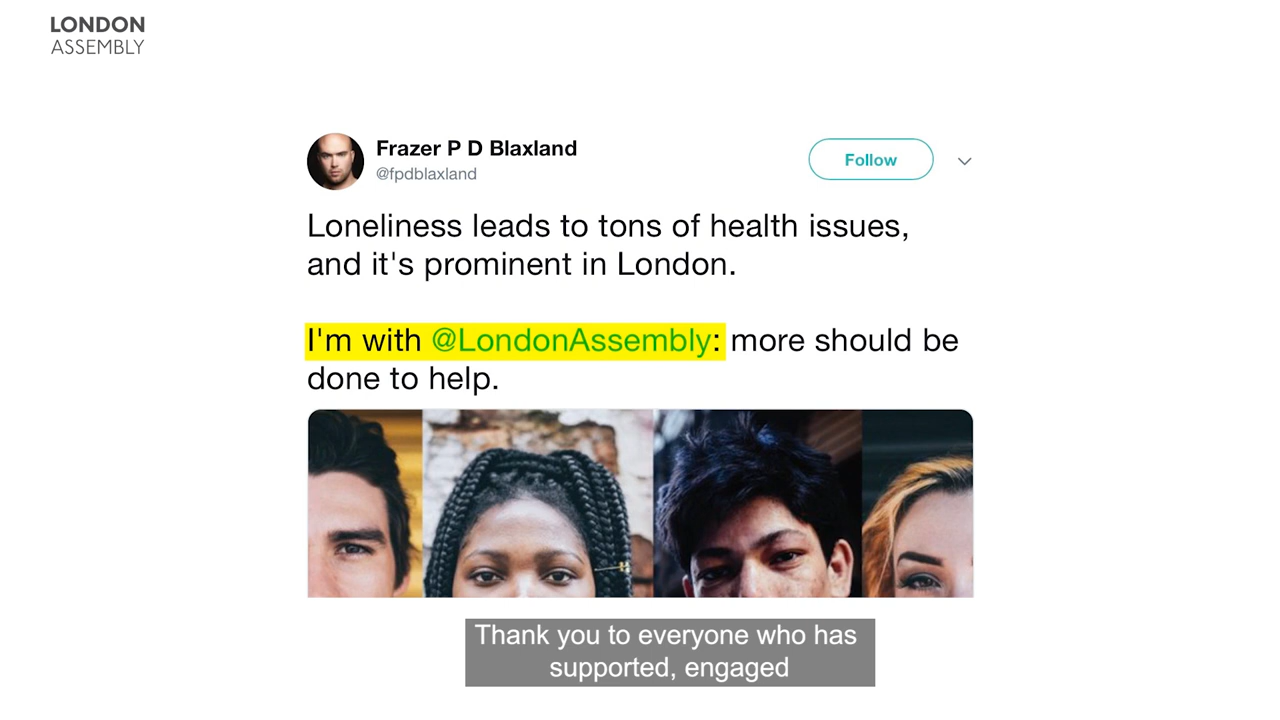 LONDON
ASSEMBLY
Frazer P D Blaxland
@fpdblaxland
Follow
Loneliness leads to tons of health issues,
and it's prominent in London.
I'm with @LondonAssembly: more should be
done to help.
Thank you to everyone who has
supported, engaged